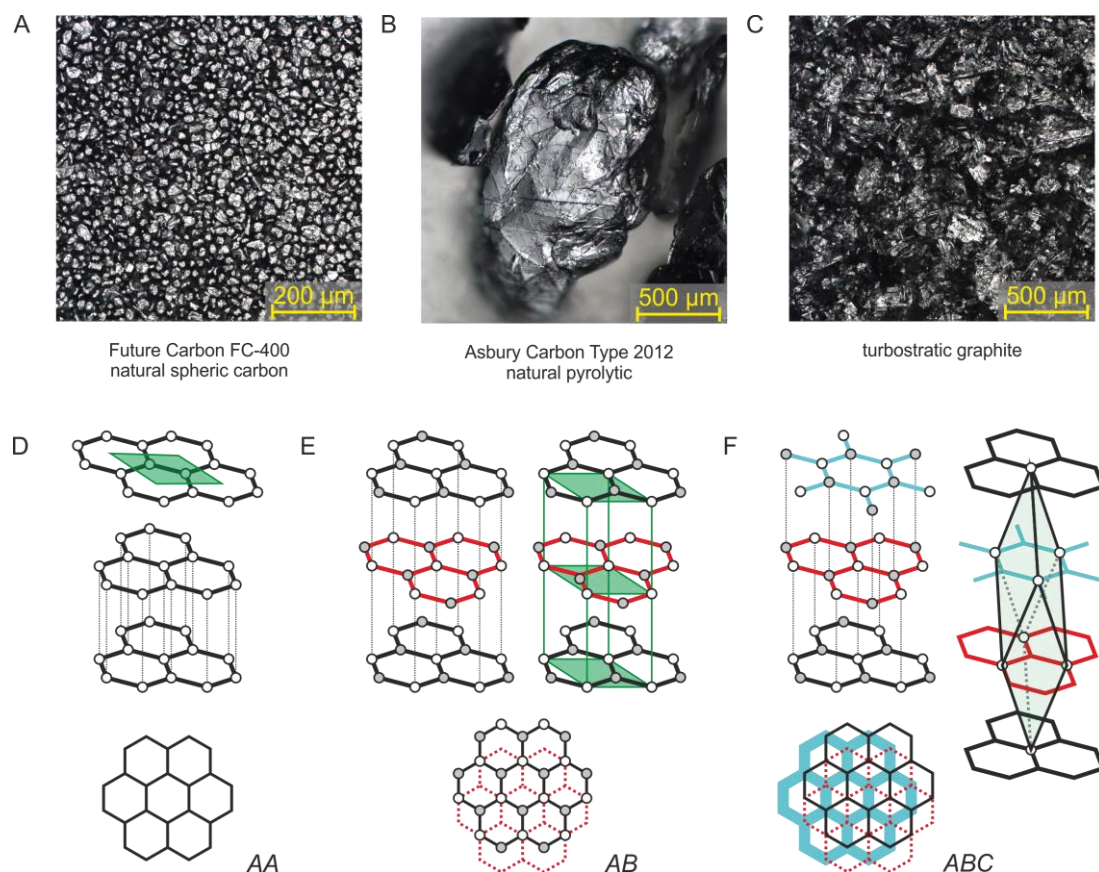 A
B
C
200 µm
500 µm
500 µm
Future Carbon FC-400
natural spheric carbon
Asbury Carbon Type 2012
natural pyrolytic
turbostratic graphite
D
E
F
AA
AB
ABC